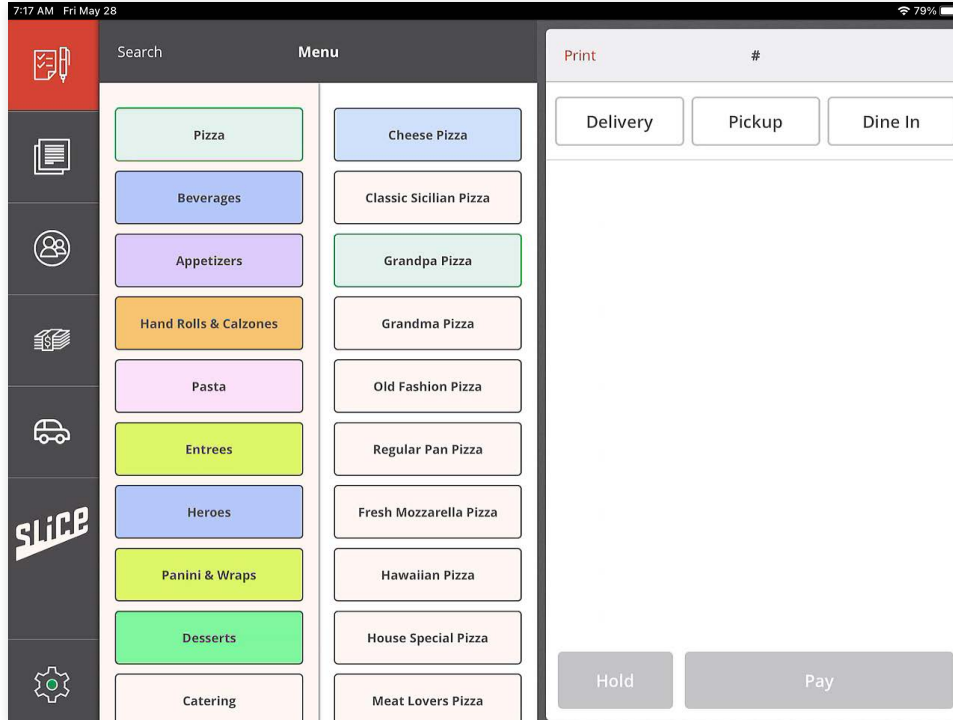 7:17 AM Fri May 28
79%
Search
Menu
Print
#
Delivery
Pickup
Dine In
Pizza
Beverages
Appetizers
Hand Rolls & Calzones
Pasta
Entrees
Heroes
Panini & Wraps
Desserts
Catering
Cheese Pizza
Classic Sicilian Pizza
Grandpa Pizza
Grandma Pizza
Old Fashion Pizza
Regular Pan Pizza
Fresh Mozzarella Pizza
Hawaiian Pizza
House Special Pizza
Meat Lovers Pizza
SLiCE
Hold
Pay